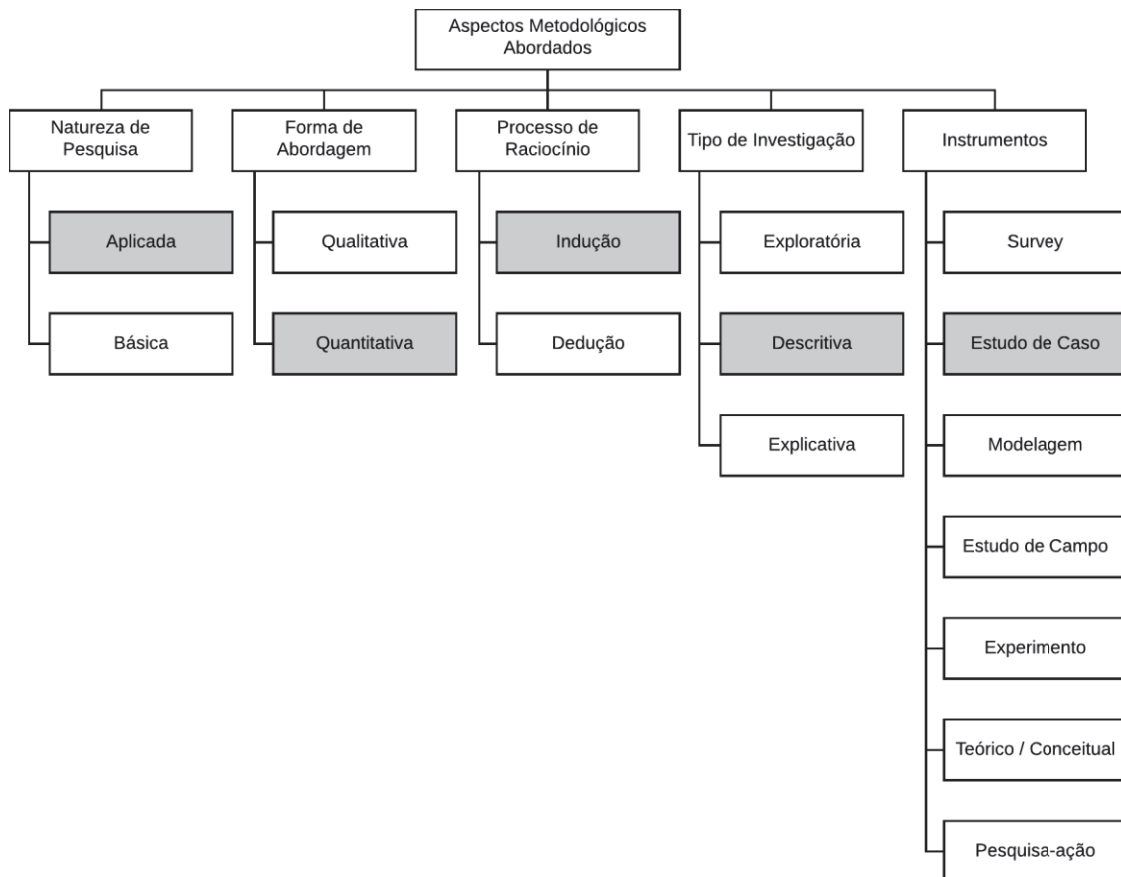 Aspectos Metodológicos
Abordados
Natureza de
Pesquisa
Forma de
Abordagem
Processo de
Raciocínio
Tipo de Investigação
Instrumentos
Aplicada
Qualitativa
Indução
Exploratória
Survey
Básica
Quantitativa
Dedução
Descritiva
Estudo de Caso
Explicativa
Modelagem
Estudo de Campo
Experimento
Teórico / Conceitual
Pesquisa-ação